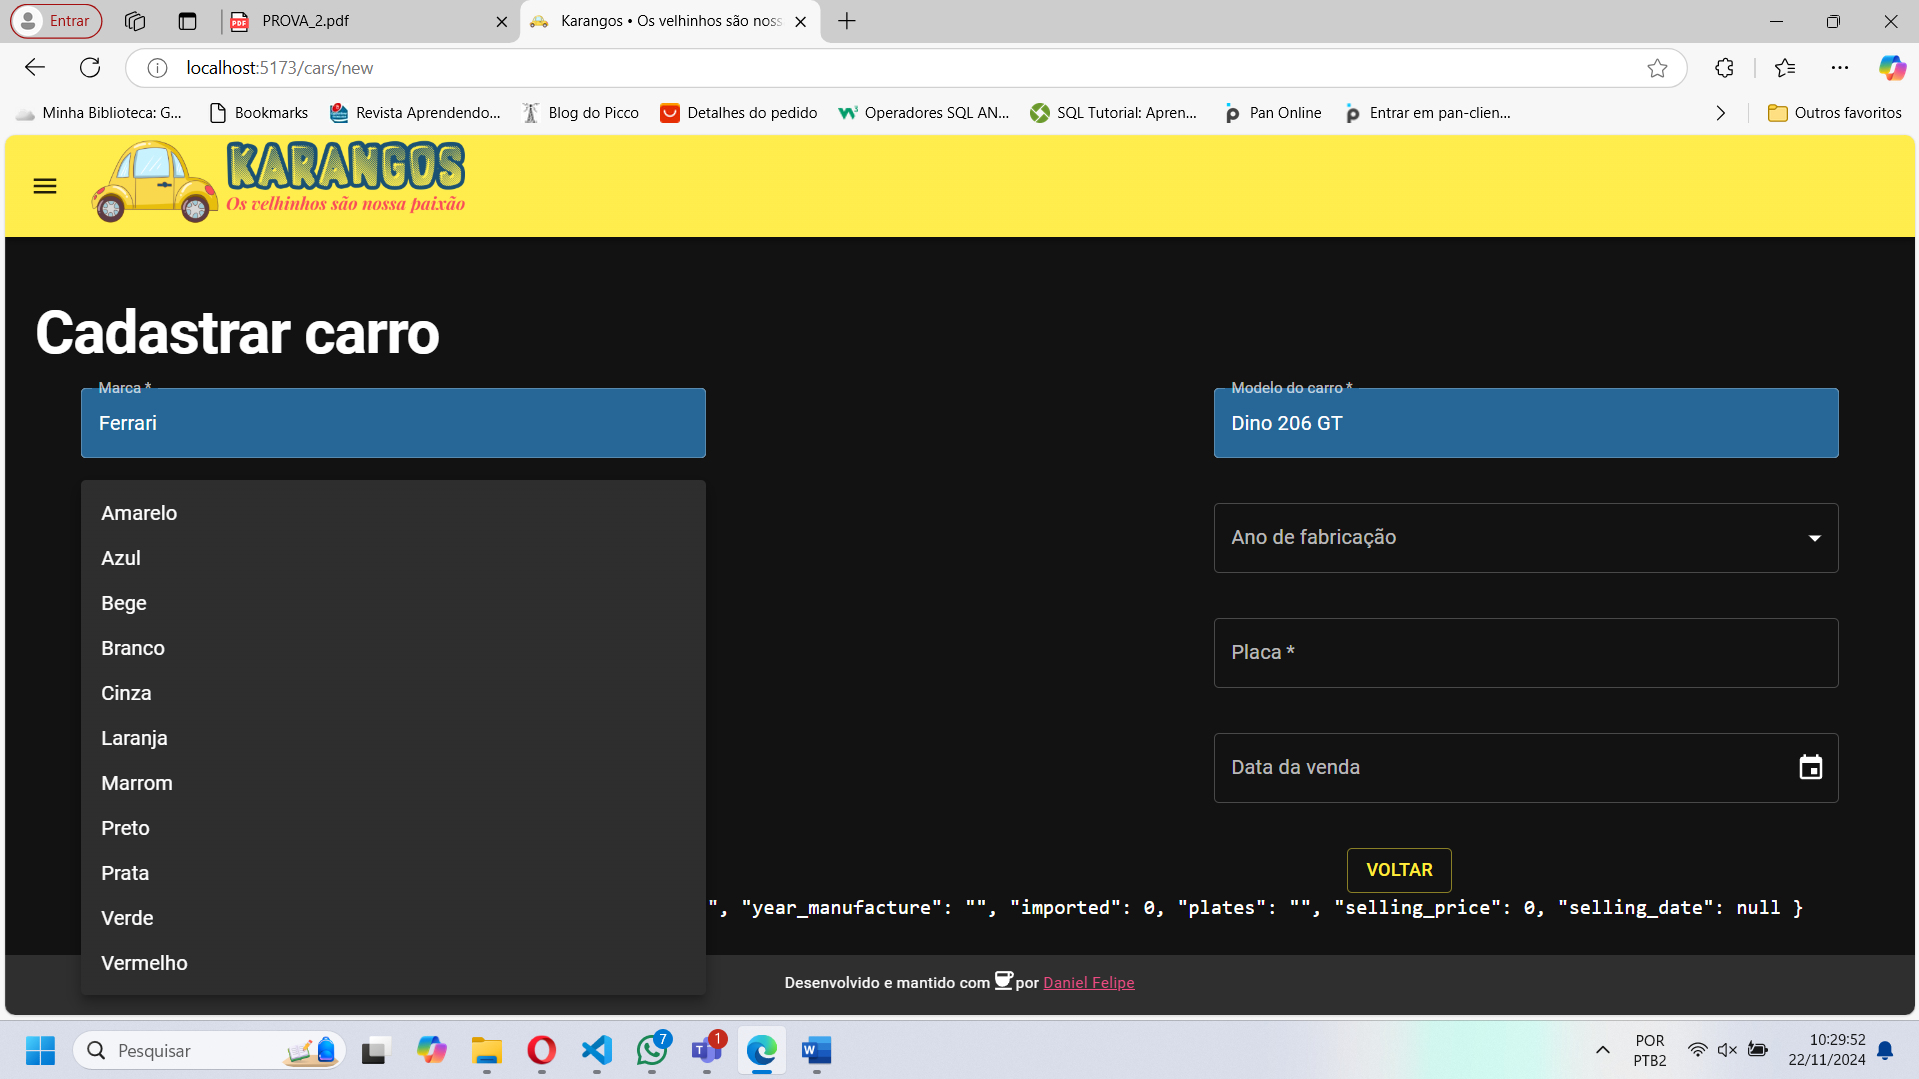 Entrar
PROVA_2.pdf
Karangos • Os velhinhos são noss
localhost:5173/cars/new
Minha Biblioteca: G...
Bookmarks
Revista Aprendendo...
Blog do Picco
Detalhes do pedido
Operadores SQL AN...
SQL Tutorial: Apren...
Pan Online
Entrar em pan-clien...
Outros favoritos
KARANGOS
Os velhinhos são nossa paixão
Cadastrar carro
Marca *
Ferrari
Modelo do carro *
Dino 206 GT
Amarelo
Azul
Bege
Branco
Cinza
Laranja
Marrom
Preto
Prata
Verde
Vermelho
Ano de fabricação
Placa *
Data da venda
VOLTAR
", "year_manufacture": "", "imported": 0, "plates": "", "selling_price": 0, "selling_date": null }
Desenvolvido e mantido com por Daniel Felipe
Pesquisar
7
1
POR
PTB2
10:29:52
22/11/2024